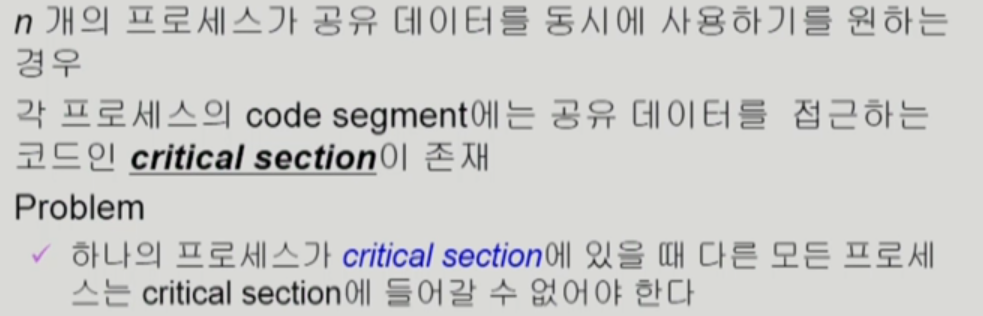 n 개의 프로세스가 공유 데이터를 동시에 사용하기를 원하는
경우
각 프로세스의 code segment에는 공유 데이터를 접근하는
코드인 critical section이 존재
Problem
✓ 하나의 프로세스가 critical section에 있을 때 다른 모든 프로세
스는 critical section에 들어갈 수 없어야 한다